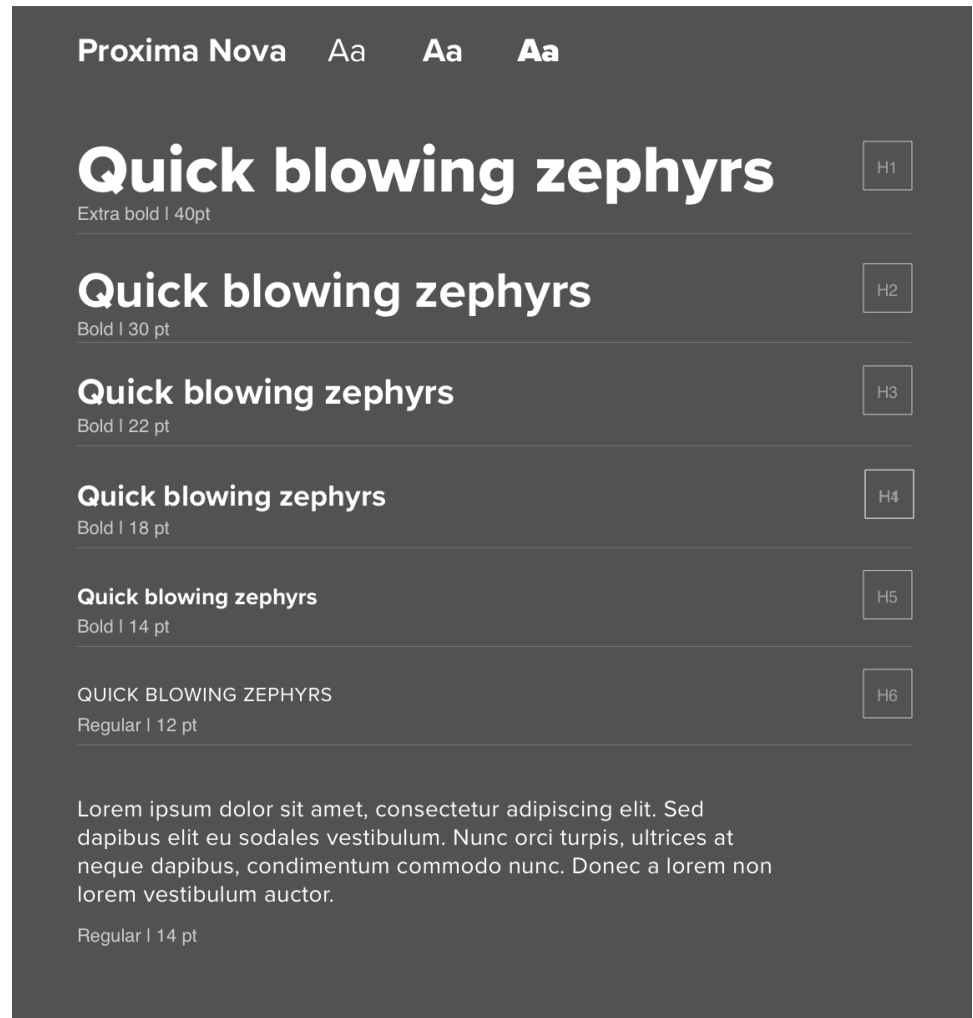 Proxima Nova Aa Aa Aa
Quick blowing zephyrs H1
Extra bold | 40pt
Quick blowing zephyrs H2
Bold | 30 pt
Quick blowing zephyrs H3
Bold | 22 pt
Quick blowing zephyrs H4
Bold | 18 pt
Quick blowing zephyrs H5
Bold | 14 pt
QUICK BLOWING ZEPHYRS H6
Regular | 12 pt
Lorem ipsum dolor sit amet, consectetur adipiscing elit. Sed
dapibus elit eu sodales vestibulum. Nunc orci turpis, ultrices at
neque dapibus, condimentum commodo nunc. Donec a lorem non
lorem vestibulum auctor.
Regular | 14 pt